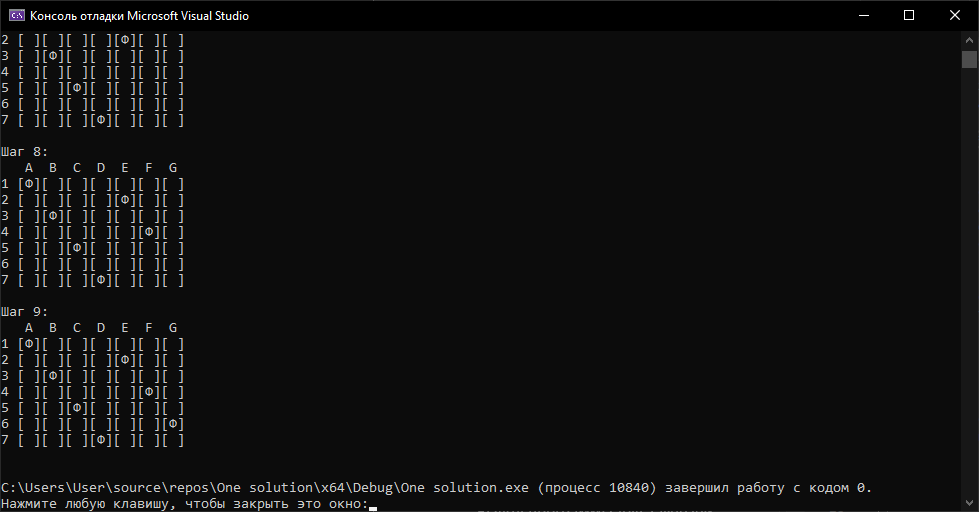 Консоль отладки Microsoft Visual Studio
2 [ ][ ][ ][ ][Ф][ ][ ]
3 [ ][Ф][ ][ ][ ][ ][ ]
4 [ ][ ][ ][ ][ ][ ][ ]
5 [ ][ ][Ф][ ][ ][ ][ ]
6 [ ][ ][ ][ ][ ][ ][ ]
7 [ ][ ][ ][Ф][ ][ ][ ]
Шаг 8:
A B C D E F G
1 [Ф][ ][ ][ ][ ][ ][ ]
2 [ ][ ][ ][ ][Ф][ ][ ]
3 [ ][Ф][ ][ ][ ][ ][ ]
4 [ ][ ][ ][ ][ ][Ф][ ]
5 [ ][ ][Ф][ ][ ][ ][ ]
6 [ ][ ][ ][ ][ ][ ][ ]
7 [ ][ ][ ][Ф][ ][ ][ ]
Шаг 9:
A B C D E F G
1 [Ф][ ][ ][ ][ ][ ][ ]
2 [ ][ ][ ][ ][Ф][ ][ ]
3 [ ][Ф][ ][ ][ ][ ][ ]
4 [ ][ ][ ][ ][ ][Ф][ ]
5 [ ][ ][Ф][ ][ ][ ][ ]
6 [ ][ ][ ][ ][ ][ ][Ф]
7 [ ][ ][ ][Ф][ ][ ][ ]
C:\Users\User\source\repos\One solution\x64\Debug\One solution.exe (процесс 10840) завершил работу с кодом 0.
Нажмите любую клавишу, чтобы закрыть это окно: